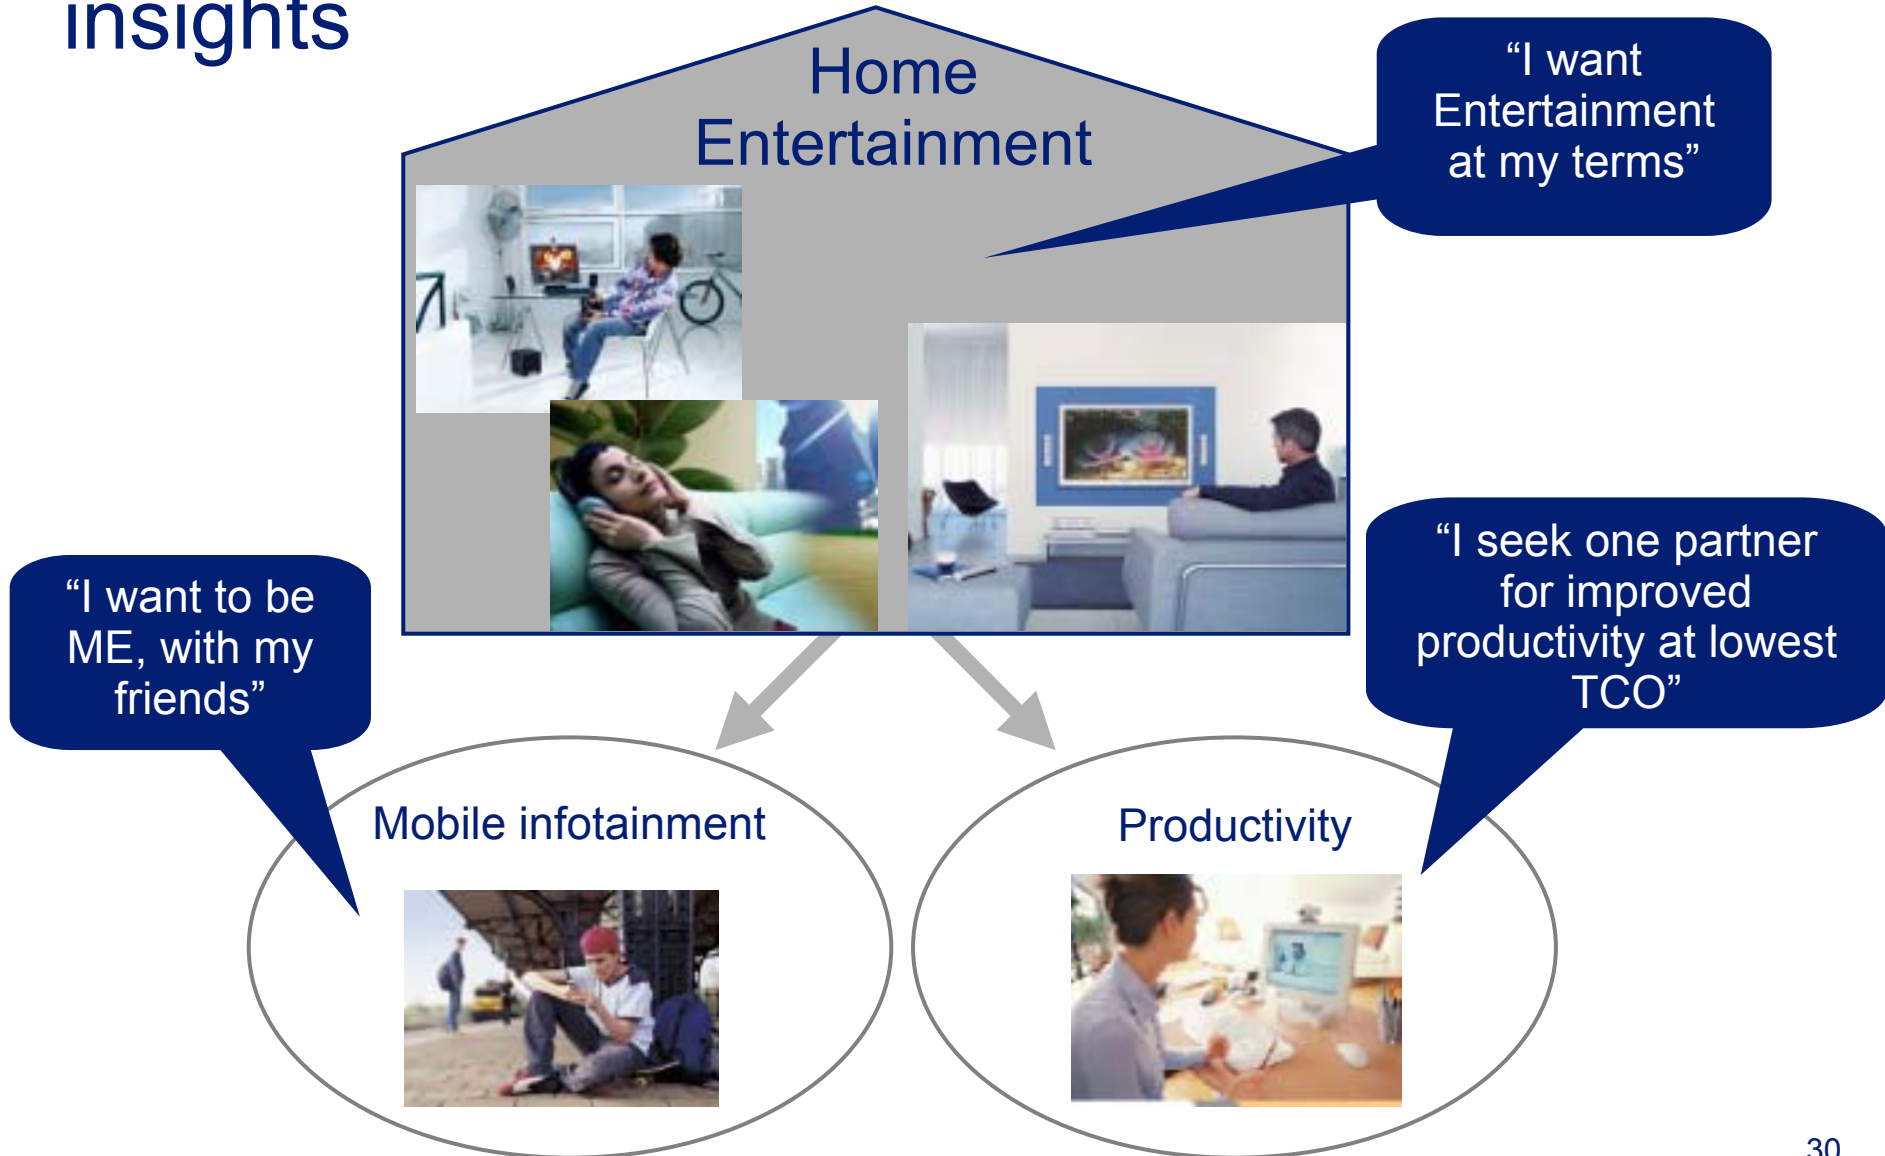 insights
Home
Entertainment
“I want
Entertainment
at my terms”
“I want to be
ME, with my
friends”
“I seek one partner
for improved
productivity at lowest
TCO”
Mobile infotainment
Productivity
30